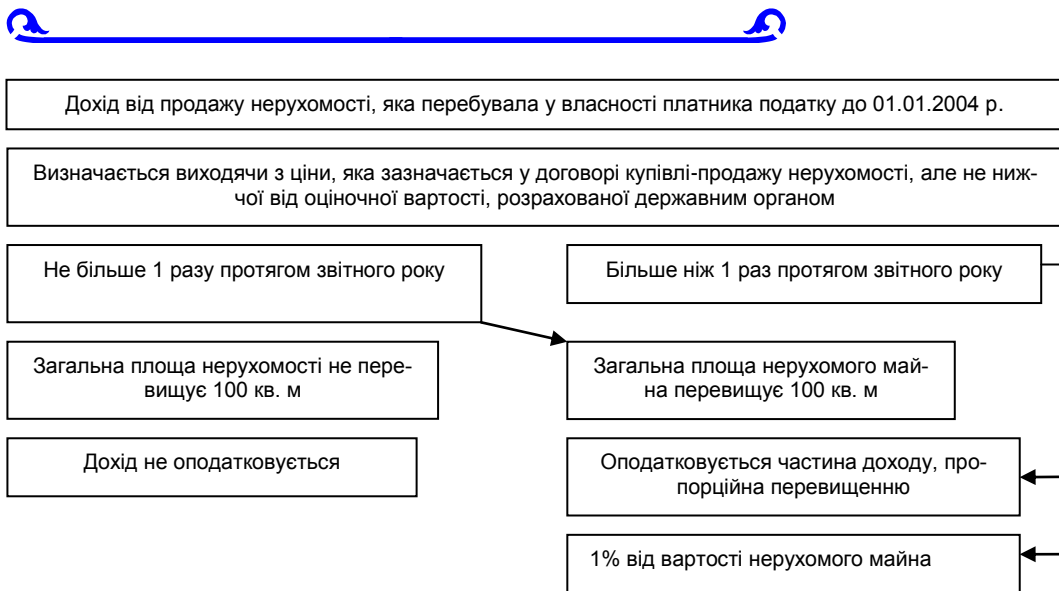 Дохід від продажу нерухомості, яка перебувала у власності платника податку до 01.01.2004 р.
Визначається виходячи з ціни, яка зазначається у договорі купівлі-продажу нерухомості, але не ниж-
чої від оціночної вартості, розрахованої державним органом
Не більше 1 разу протягом звітного року
Більше ніж 1 раз протягом звітного року
Загальна площа нерухомості не пере-
вищує 100 кв. м
Загальна площа нерухомого май-
на перевищує 100 кв. м
Дохід не оподатковується
Оподатковується частина доходу, про-
порційна перевищенню
1% від вартості нерухомого майна